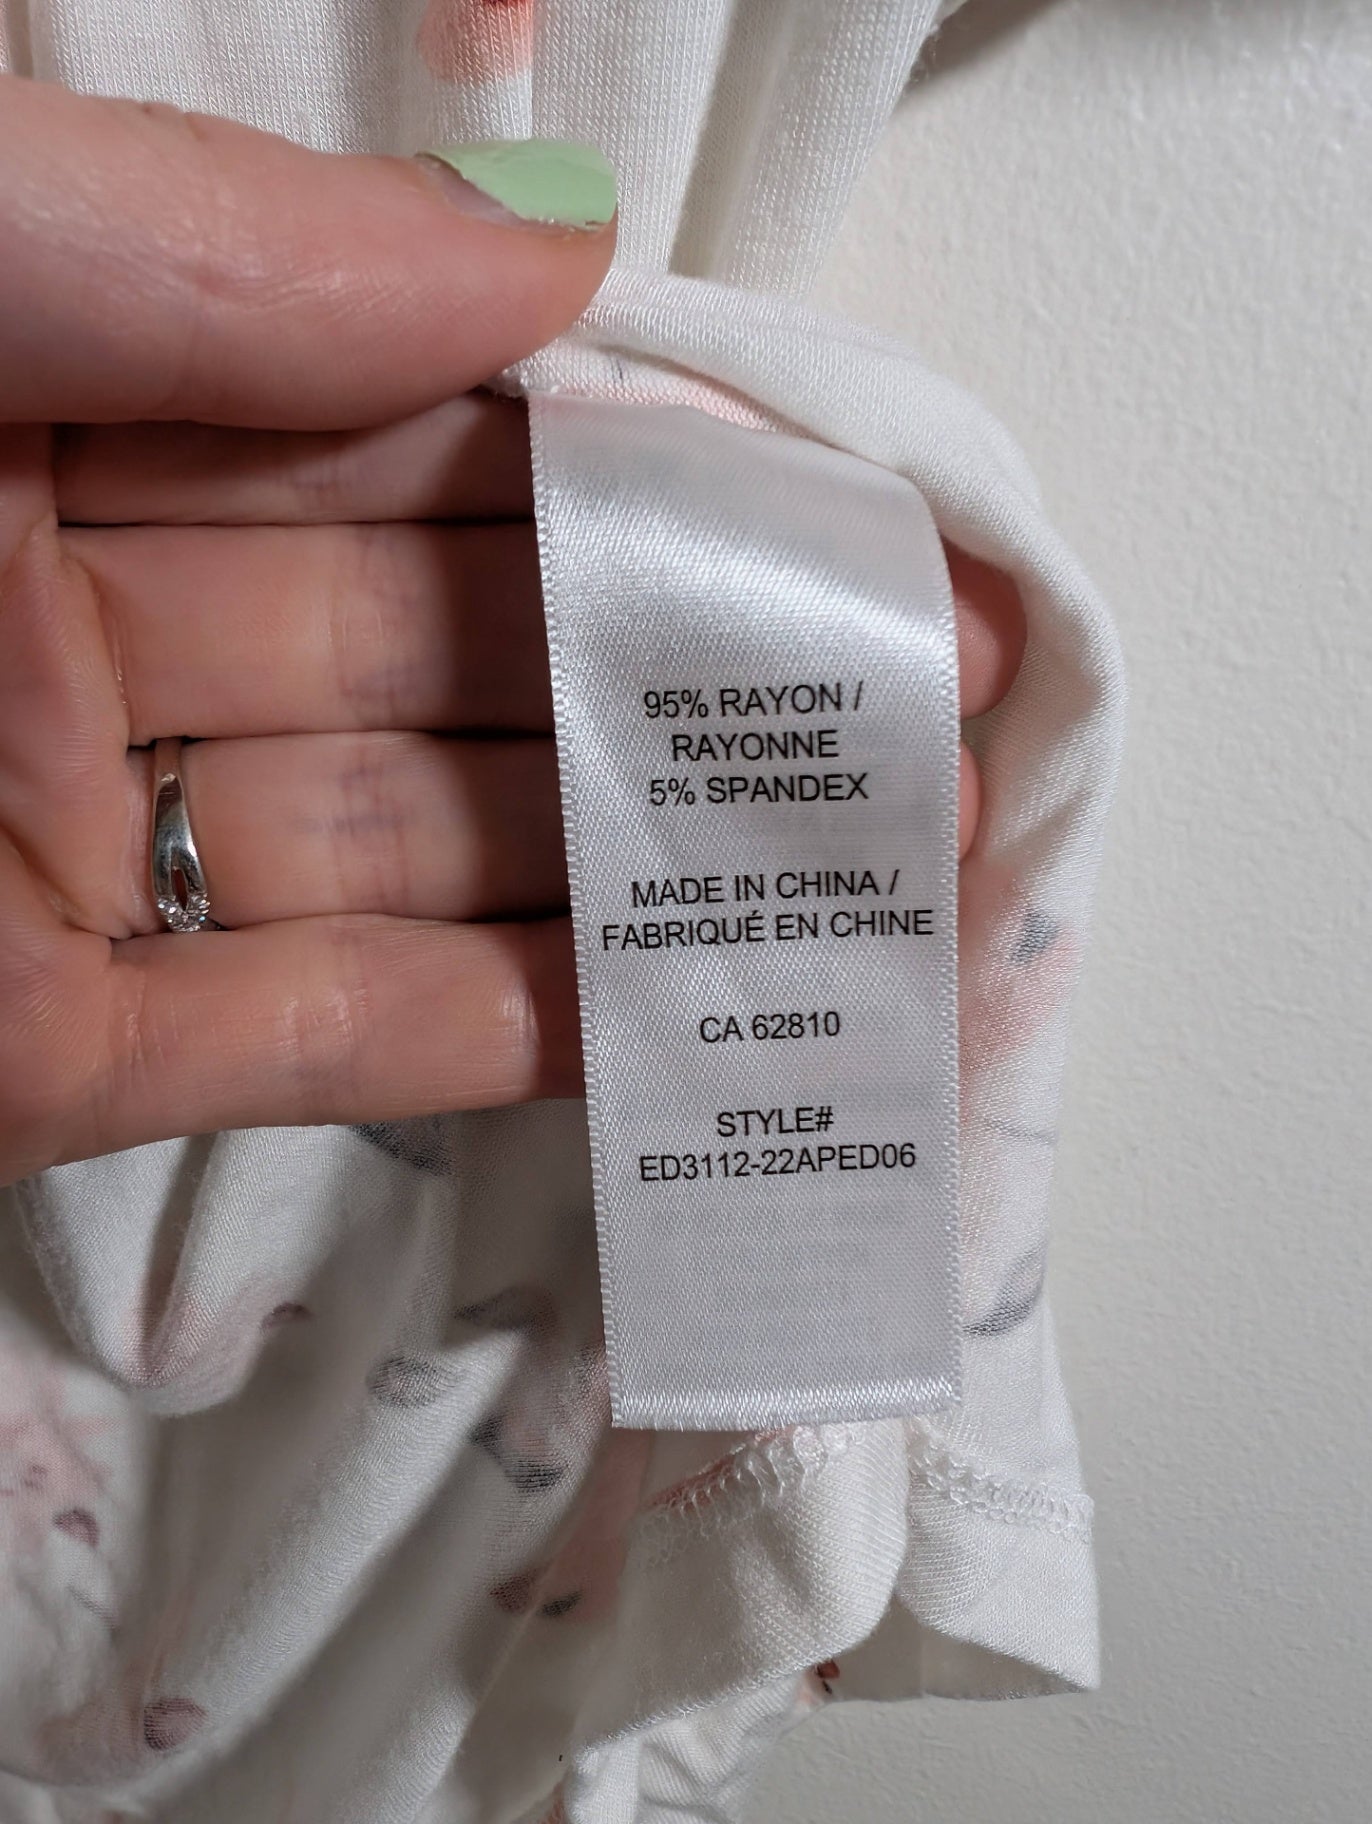 95% RAYON /
RAYONNE
5% SPANDEX
MADE IN CHINA /
FABRIQUÉ EN CHINE
CA 62810
STYLE#
ED3112-22APED06